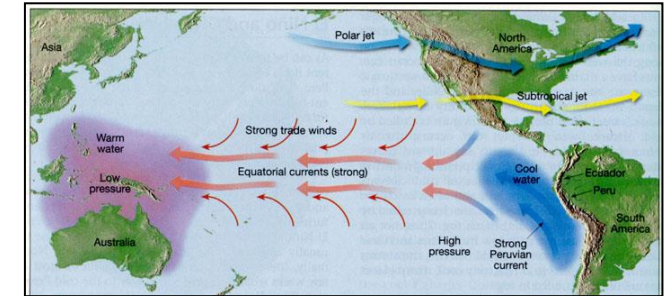 Polar jet
Asia
North
America
Subtropical jet
Strong trade winds
Warm
water
Equatorial currents (strong)
Low
pressure
Cool
water
Ecuador
Peru
South
America
Australia
High
pressure
Strong
Peruvian
current